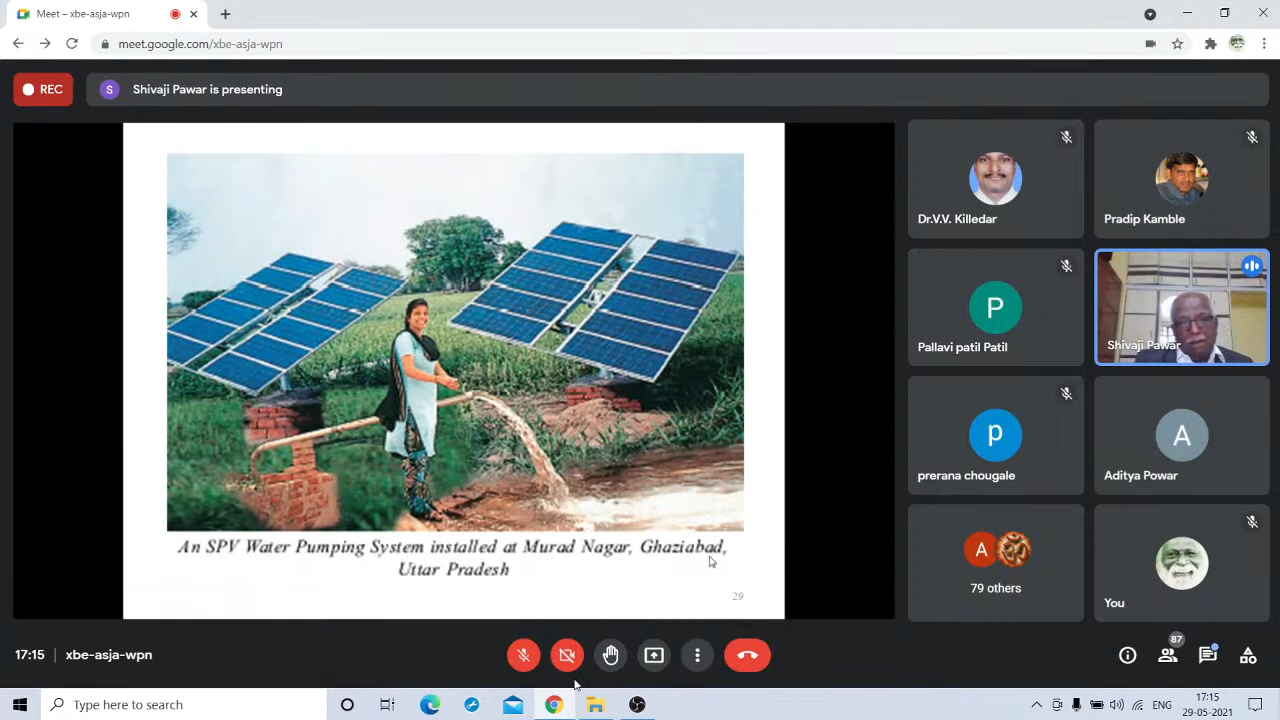 Meet – xbe-asja-wpn
meet.google.com/xbe-asja-wpn
REC
S
Shivaji Pawar is presenting
An SPV Water Pumping System installed at Murad Nagar, Ghaziabad,
Uttar Pradesh
29
Dr.V.V. Killedar
Pradip Kamble
P
Pallavi patil Patil
Shivaji Pawar
p
prerana chougale
A
Aditya Powar
A
79 others
You
17:15
xbe-asja-wpn
87
Type here to search
ENG
17:15
29-05-2021